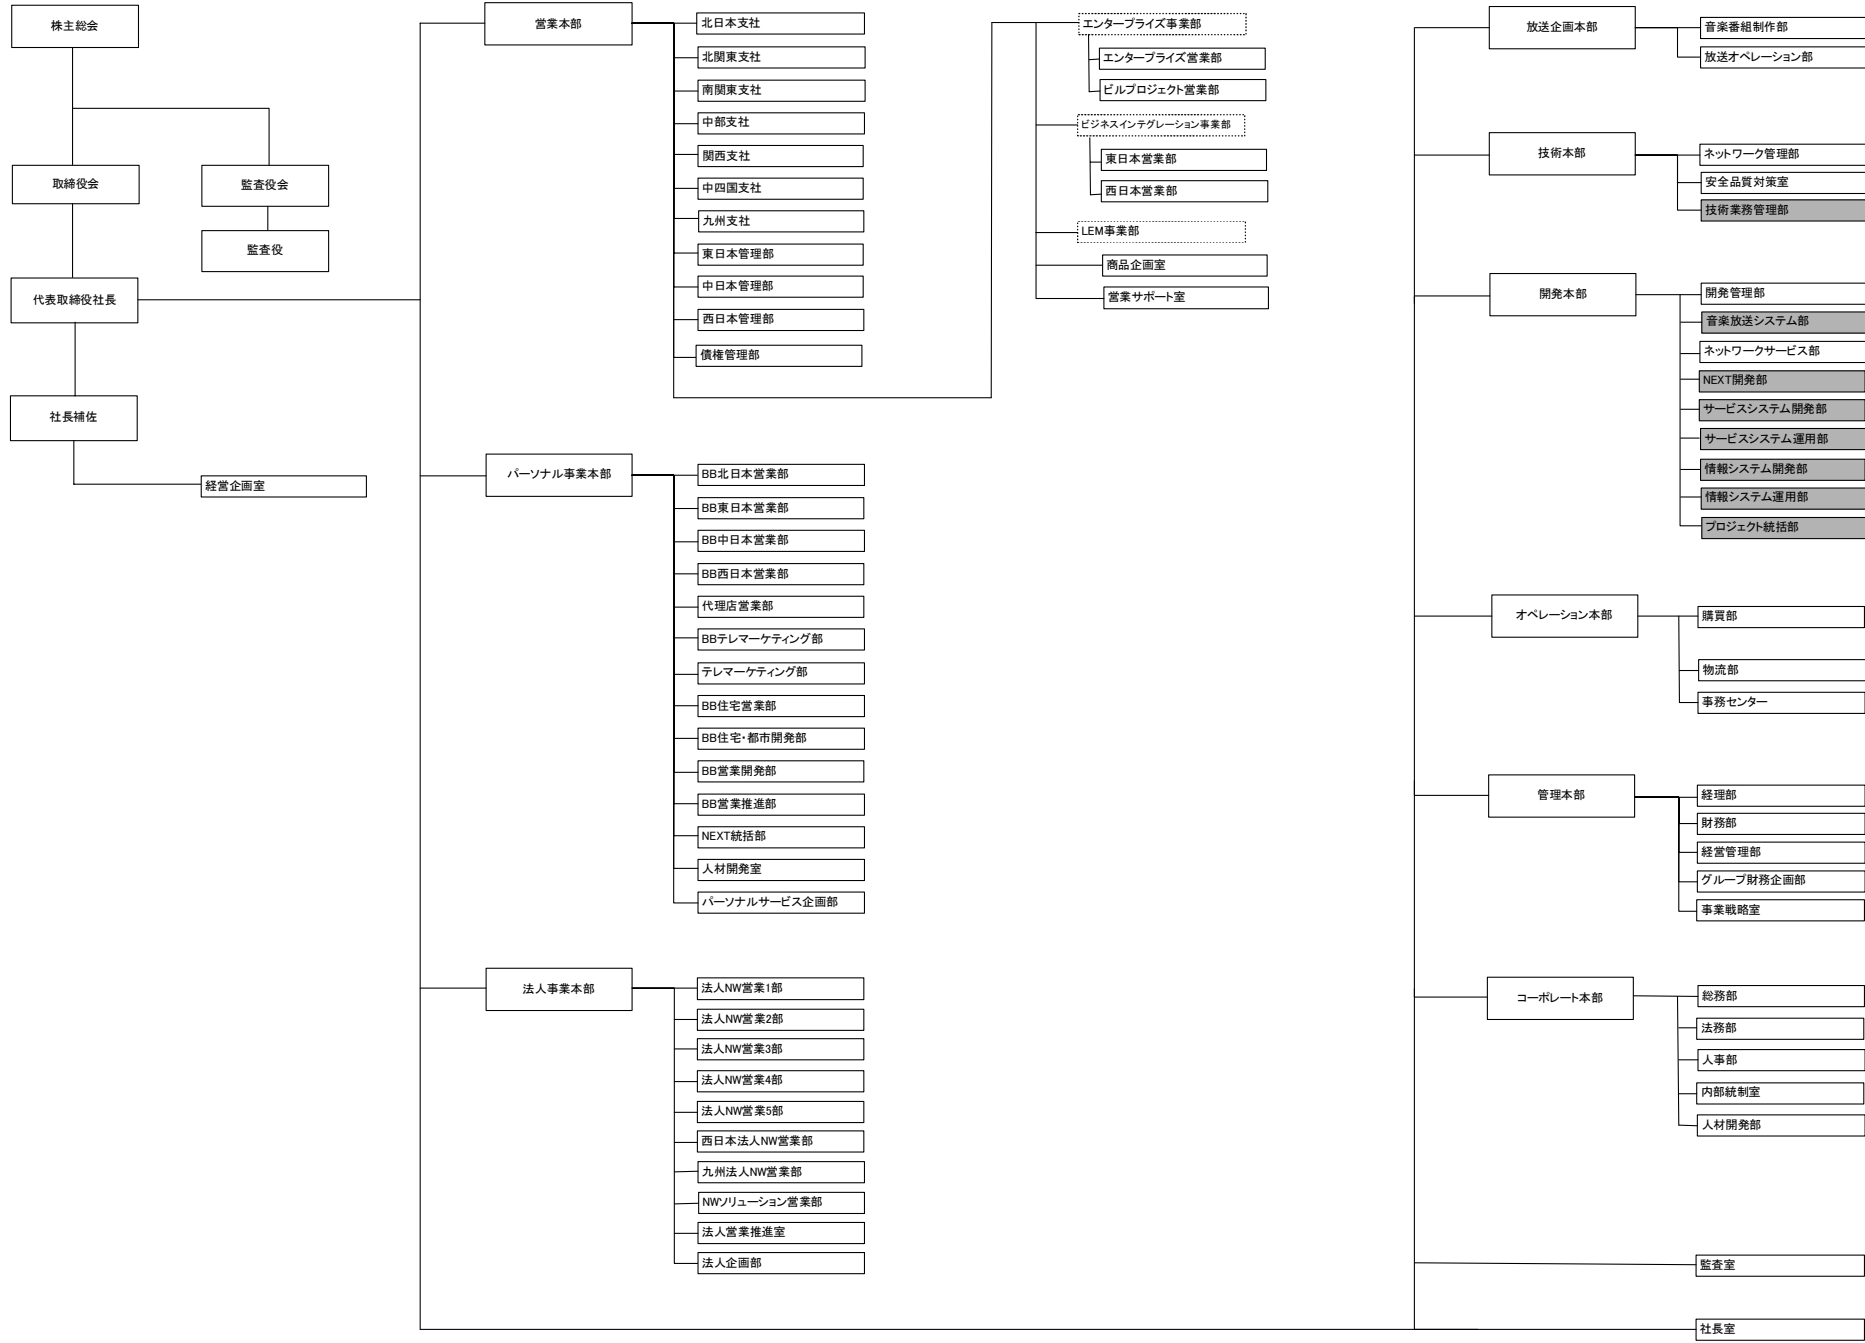 株主総会
取締役会
監査役会
監査役
代表取締役社長
社長補佐
経営企画室
営業本部
北日本支社
北関東支社
南関東支社
中部支社
関西支社
中四国支社
九州支社
東日本管理部
中日本管理部
西日本管理部
債権管理部
エンタープライズ事業部
エンタープライズ営業部
ビルプロジェクト営業部
ビジネスインテグレーション事業部
東日本営業部
西日本営業部
LEM事業部
商品企画室
営業サポート室
パーソナル事業本部
BB北日本営業部
BB東日本営業部
BB中日本営業部
BB西日本営業部
代理店営業部
BBテレマーケティング部
テレマーケティング部
BB住宅営業部
BB住宅・都市開発部
BB営業開発部
BB営業推進部
NEXT統括部
人材開発室
パーソナルサービス企画部
法人事業本部
法人NW営業1部
法人NW営業2部
法人NW営業3部
法人NW営業4部
法人NW営業5部
西日本法人NW営業部
九州法人NW営業部
NWソリューション営業部
法人営業推進室
法人企画部
放送企画本部
音楽番組制作部
放送オペレーション部
技術本部
ネットワーク管理部
安全品質対策室
技術業務管理部
開発本部
開発管理部
音楽放送システム部
ネットワークサービス部
NEXT開発部
サービスシステム開発部
サービスシステム運用部
情報システム開発部
情報システム運用部
プロジェクト統括部
オペレーション本部
購買部
物流部
事務センター
管理本部
経理部
財務部
経営管理部
グループ財務企画部
事業戦略室
コーポレート本部
総務部
法務部
人事部
内部統制室
人材開発部
監査室
社長室